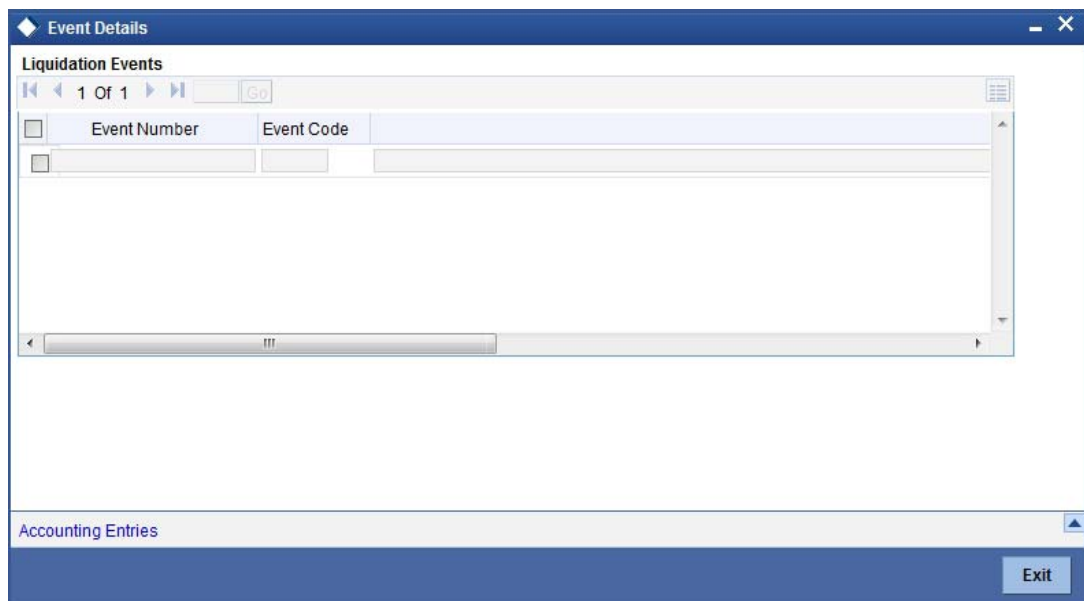 Event Details
Liquidation Events
1 Of 1 Go
Event Number Event Code
Accounting Entries
Exit